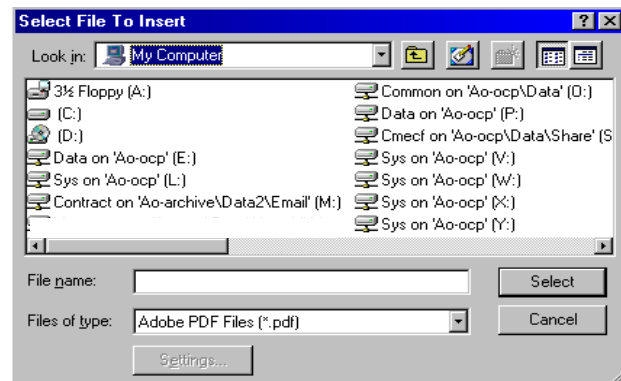 Select File To Insert
Look in: My Computer
3½ Floppy (A:)
(C:)
(D:)
Data on 'Ao-ocp' (E:)
Sys on 'Ao-ocp' (L:)
Contract on 'Ao-archive\Data2\Email' (M:)
Common on 'Ao-ocp\Data' (O:)
Data on 'Ao-ocp' (P:)
Cmecf on 'Ao-ocp\Data\Share' (S
Sys on 'Ao-ocp' (V:)
Sys on 'Ao-ocp' (W:)
Sys on 'Ao-ocp' (X:)
Sys on 'Ao-ocp' (Y:)
File name:
Select
Files of type: Adobe PDF Files (*.pdf)
Cancel
Settings...